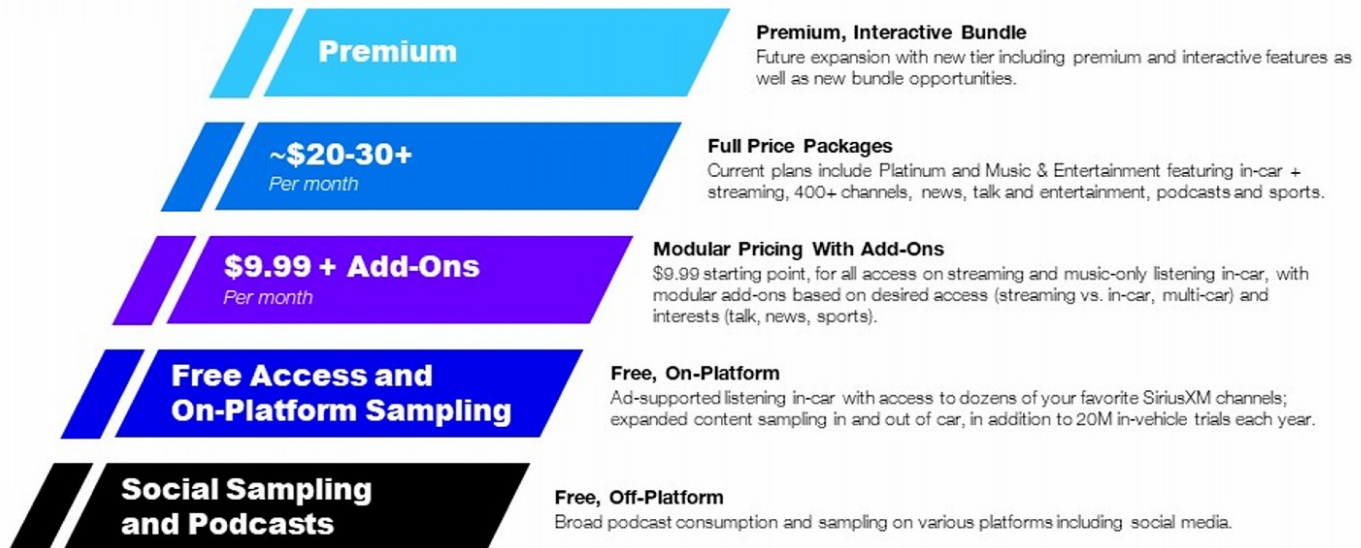 Premium
Premium, Interactive Bundle
Future expansion with new tier including premium and interactive features as
well as new bundle opportunities.
~$20-30+
Per month
Full Price Packages
Current plans include Platinum and Music & Entertainment featuring in-car +
streaming, 400+ channels, news, talk and entertainment, podcasts and sports.
$9.99 + Add-Ons
Per month
Modular Pricing With Add-Ons
$9.99 starting point, for all access on streaming and music-only listening in-car, with
modular add-ons based on desired access (streaming vs. in-car, multi-car) and
interests (talk, news, sports).
Free Access and
On-Platform Sampling
Free, On-Platform
Ad-supported listening in-car with access to dozens of your favorite SiriusXM channels;
expanded content sampling in and out of car, in addition to 20M in-vehicle trials each year.
Social Sampling
and Podcasts
Free, Off-Platform
Broad podcast consumption and sampling on various platforms including social media.